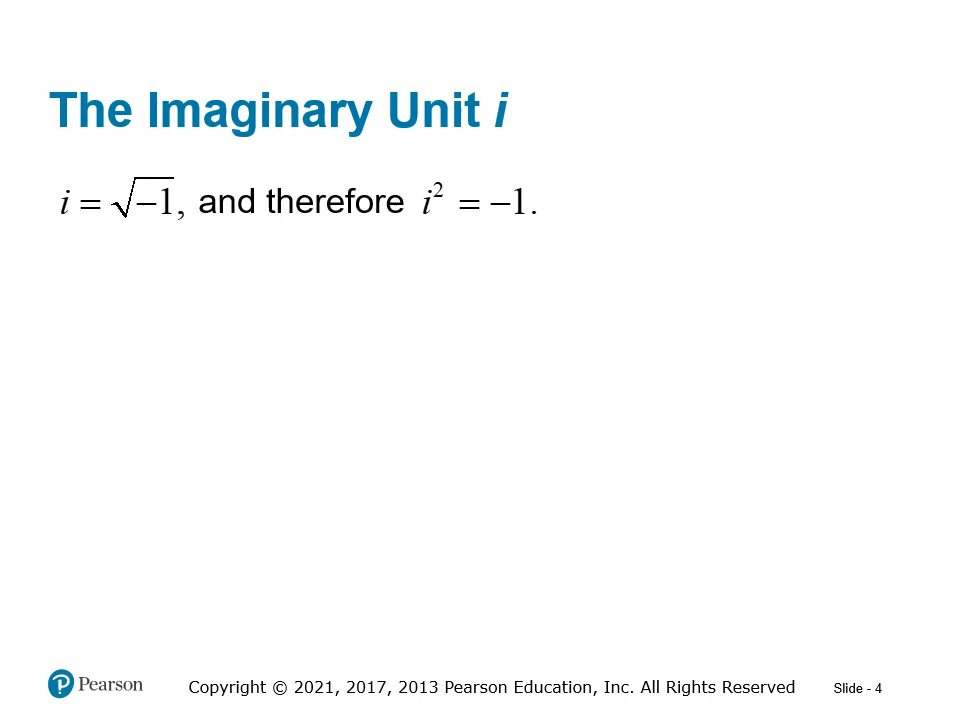 The Imaginary Unit i
i = √−1, and therefore i² = −1.
Pearson
Copyright © 2021, 2017, 2013 Pearson Education, Inc. All Rights Reserved
Slide - 4